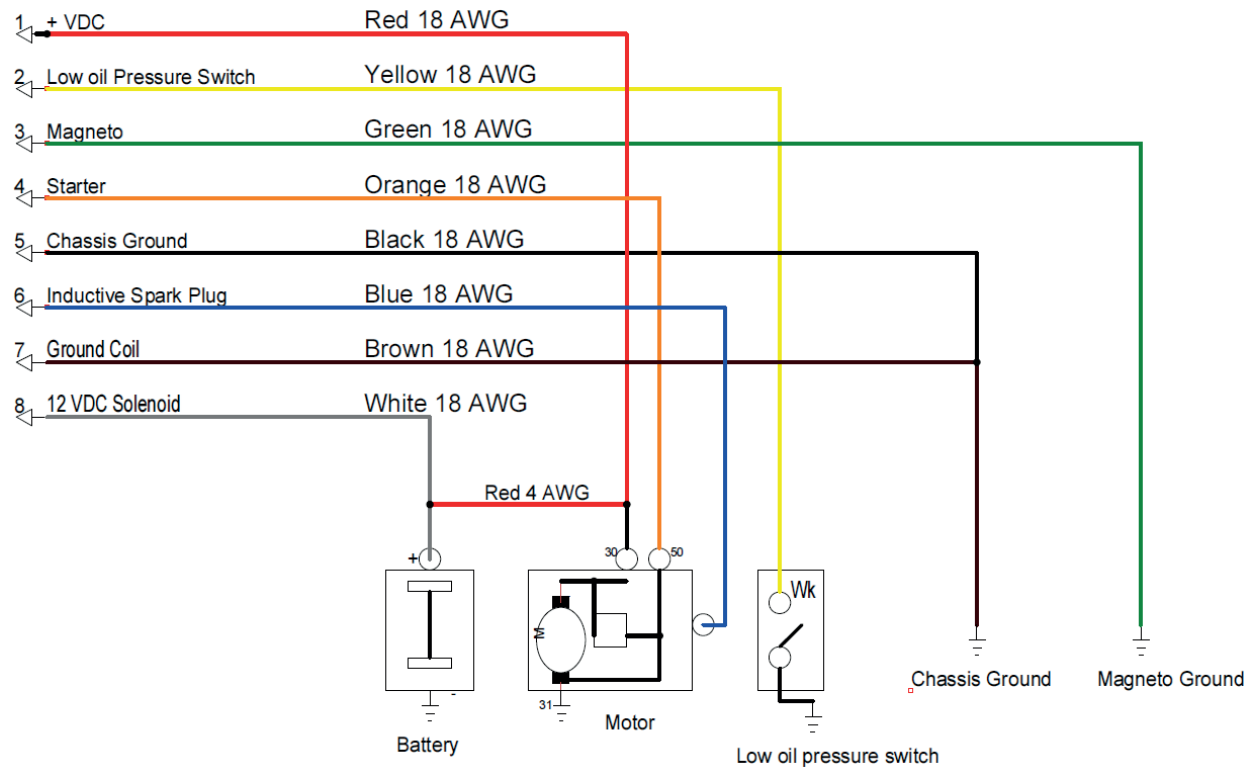 1 + VDC Red 18 AWG
2 Low oil Pressure Switch Yellow 18 AWG
3 Magneto Green 18 AWG
4 Starter Orange 18 AWG
5 Chassis Ground Black 18 AWG
6 Inductive Spark Plug Blue 18 AWG
7 Ground Coil Brown 18 AWG
8 12 VDC Solenoid White 18 AWG
Red 4 AWG
+ 30 50
Wk
M
- 31
Chassis Ground Magneto Ground
Battery Motor Low oil pressure switch